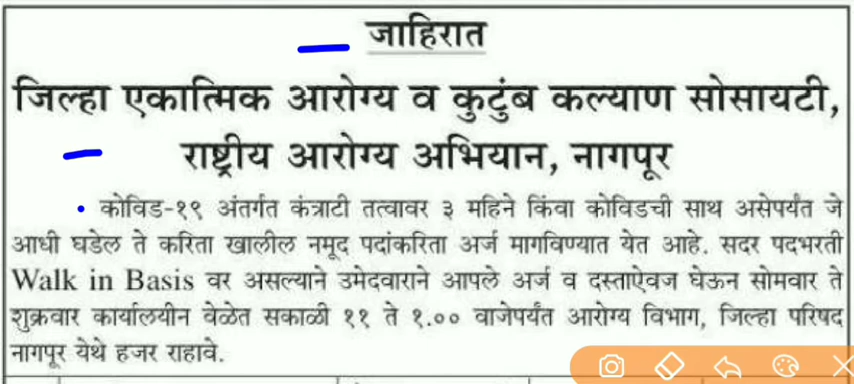 जाहिरात
जिल्हा एकात्मिक आरोग्य व कुटुंब कल्याण सोसायटी,
राष्ट्रीय आरोग्य अभियान, नागपूर
कोविड-१९ अंतर्गत कंत्राटी तत्वावर ३ महिने किंवा कोविडची साथ असेपर्यंत जे
आधी घडेल ते करिता खालील नमूद पदांकरिता अर्ज मागविण्यात येत आहे. सदर पदभरती
Walk in Basis वर असल्याने उमेदवाराने आपले अर्ज व दस्ताऐवज घेऊन सोमवार ते
शुक्रवार कार्यालयीन वेळेत सकाळी ११ ते १.०० वाजेपर्यंत आरोग्य विभाग, जिल्हा परिषद
नागपूर येथे हजर राहावे.